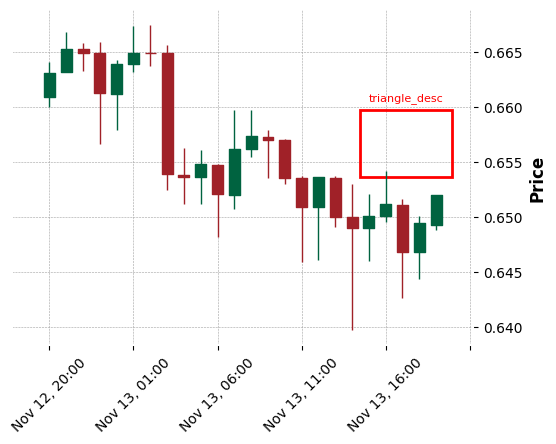 triangle_desc
0.665
0.660
0.655
0.650
0.645
0.640
Price
Nov 12, 20:00
Nov 13, 01:00
Nov 13, 06:00
Nov 13, 11:00
Nov 13, 16:00